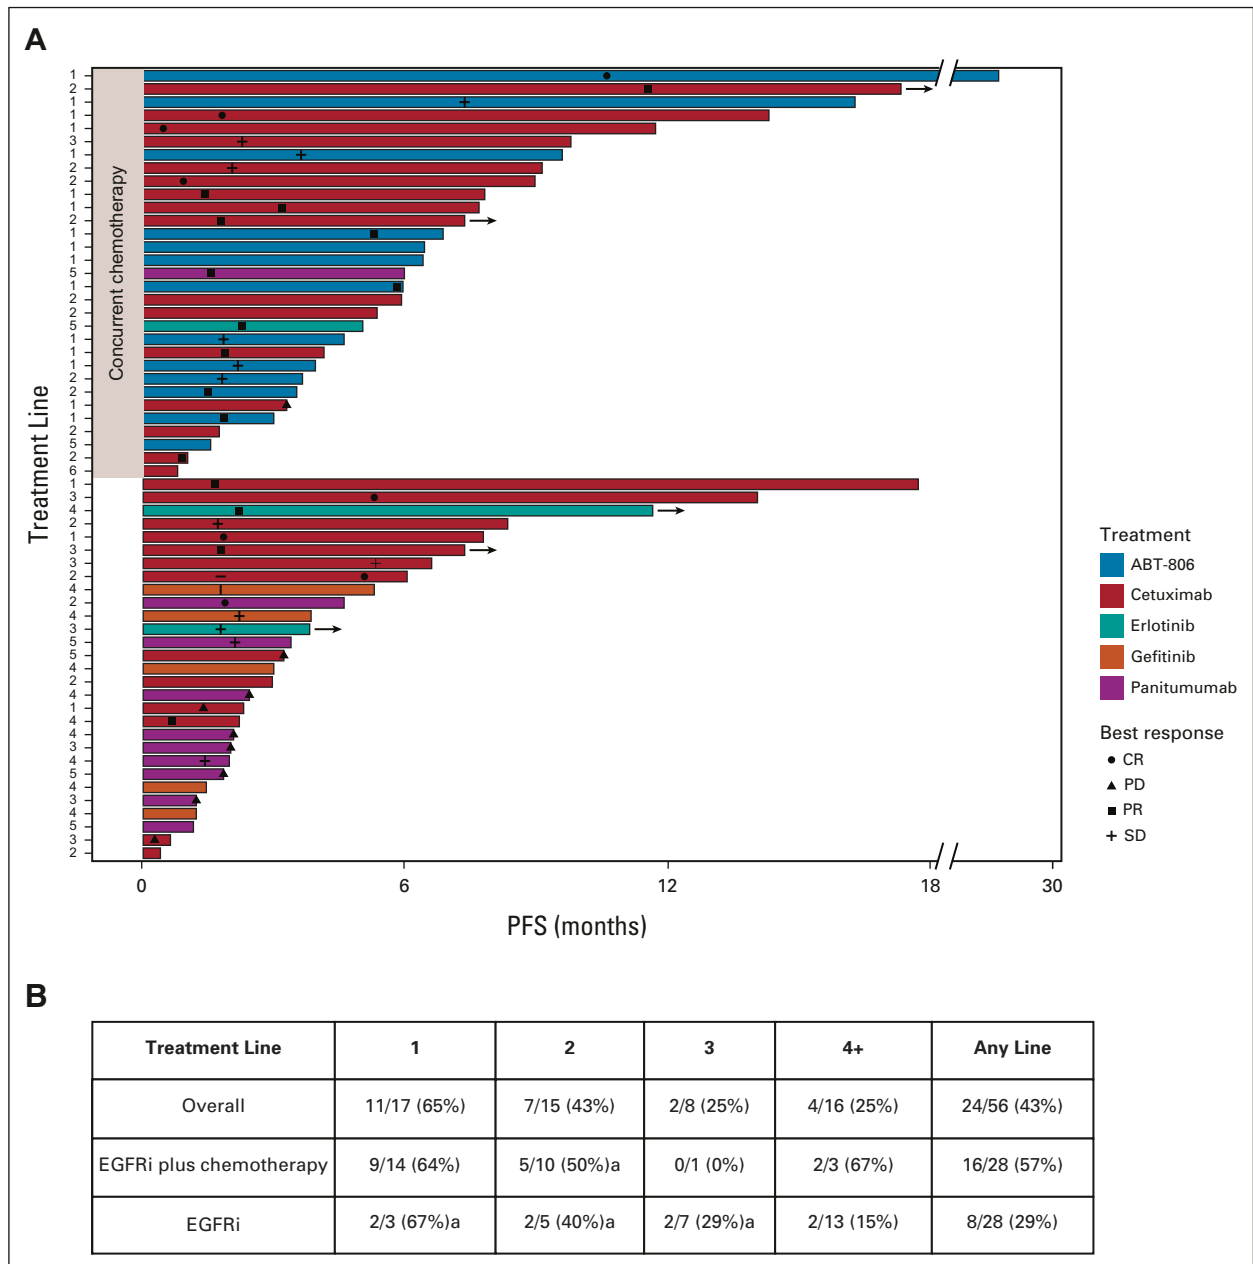 A
Treatment Line
Concurrent chemotherapy
1
2
1
1
1
3
1
2
2
1
1
2
1
1
1
5
1
2
2
5
1
1
1
2
2
1
1
2
5
2
6
1
3
4
2
1
3
3
2
4
2
4
3
5
5
4
2
4
1
4
4
3
4
5
4
3
4
5
3
2
0 6 12 18 30
PFS (months)
Treatment
ABT-806
Cetuximab
Erlotinib
Gefitinib
Panitumumab
Best response
CR
PD
PR
SD
B
Treatment Line 1 2 3 4+ Any Line
Overall 11/17 (65%) 7/15 (43%) 2/8 (25%) 4/16 (25%) 24/56 (43%)
EGFRi plus chemotherapy 9/14 (64%) 5/10 (50%)a 0/1 (0%) 2/3 (67%) 16/28 (57%)
EGFRi 2/3 (67%)a 2/5 (40%)a 2/7 (29%)a 2/13 (15%) 8/28 (29%)